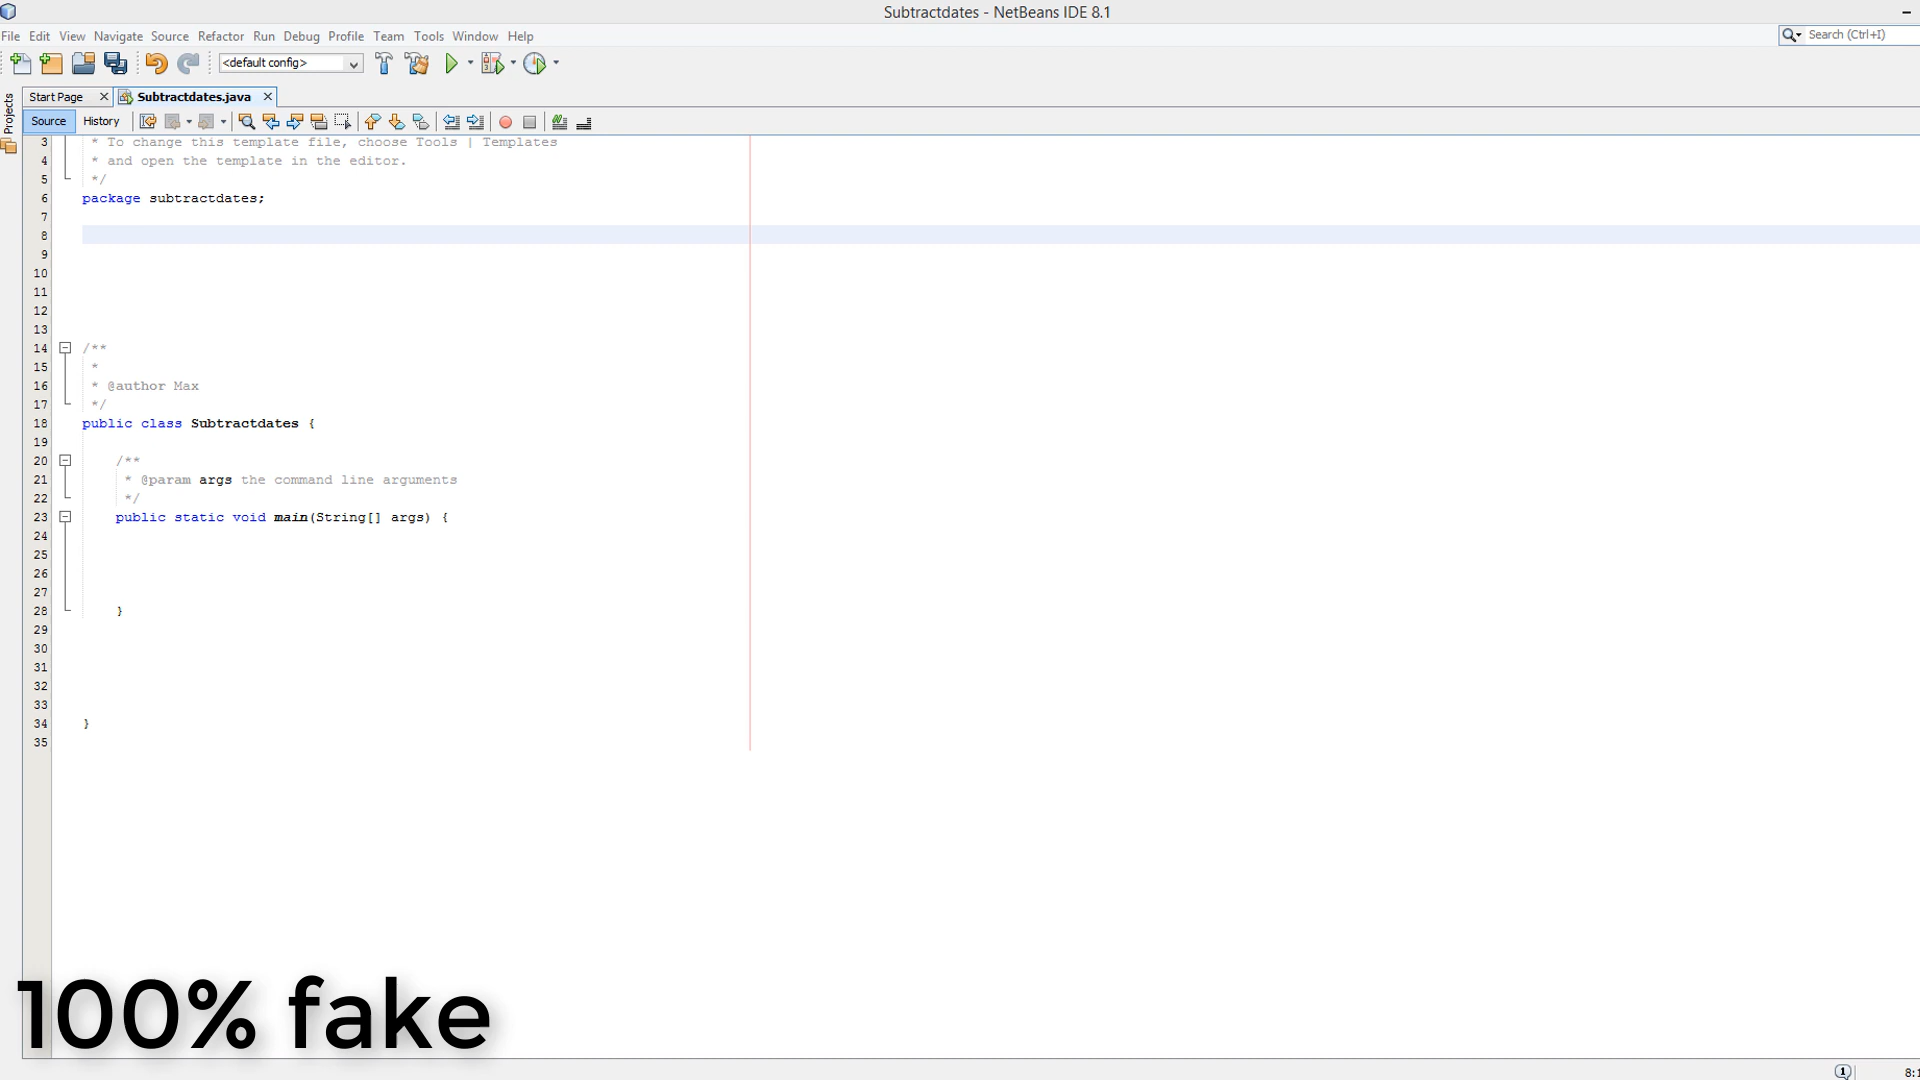 Subtractdates - NetBeans IDE 8.1
File Edit View Navigate Source Refactor Run Debug Profile Team Tools Window Help
Search (Ctrl+I)
<default config>
Projects
Start Page Subtractdates.java
Source History
3 * To change this template file, choose Tools | Templates
4 * and open the template in the editor.
5 */
6 package subtractdates;
7
8
9
10
11
12
13
14 /**
15 *
16 * @author Max
17 */
18 public class Subtractdates {
19
20 /**
21 * @param args the command line arguments
22 */
23 public static void main(String[] args) {
24
25
26
27
28 }
29
30
31
32
33
34 }
35
100% fake
1
8:1